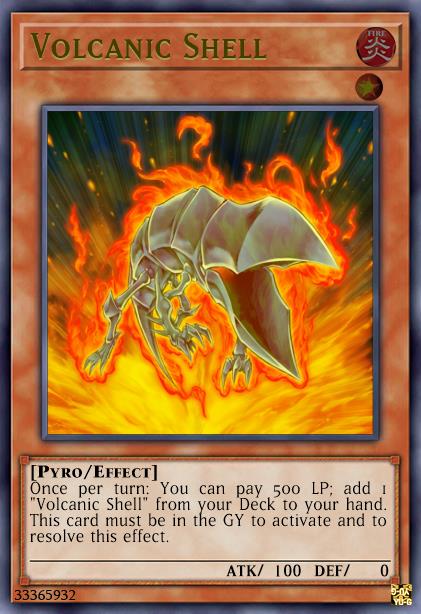 VOLCANIC SHELL
FIRE
炎
[PYRO/EFFECT]
Once per turn: You can pay 500 LP; add 1
"Volcanic Shell" from your Deck to your hand.
This card must be in the GY to activate and to
resolve this effect.
ATK/ 100 DEF/ 0
33365932